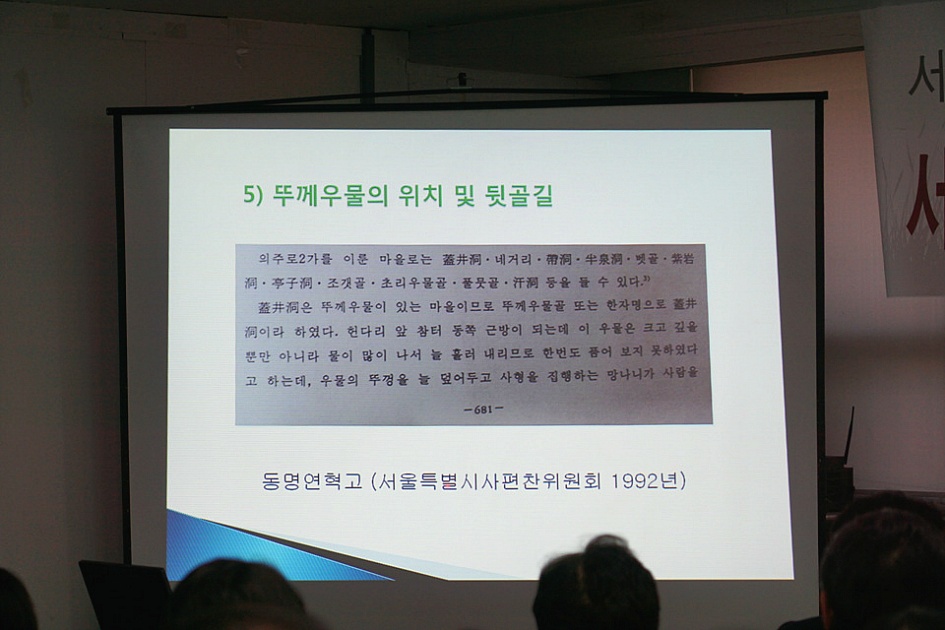 5) 뚜께우물의 위치 및 뒷골길
의주로2가를 이룬 마을로는 蓋井洞·네거리·帶洞·半泉洞·뱃골·紫岩
洞·亭子洞·조갯골·초리우물골·풀뭇골·汗洞 등을 들 수 있다.³⁾
蓋井洞은 뚜께우물이 있는 마을이므로 뚜께우물골 또는 한자명으로 蓋井
洞이라 하였다. 헌다리 앞 참터 동쪽 근방이 되는데 이 우물은 크고 깊을
뿐만 아니라 물이 많이 나서 늘 흘러 내리므로 한번도 품어 보지 못하였다
고 하는데, 우물의 뚜껑을 늘 덮어두고 사형을 집행하는 망나니가 사람을
—681—
동명연혁고 (서울특별시사편찬위원회 1992년)
서